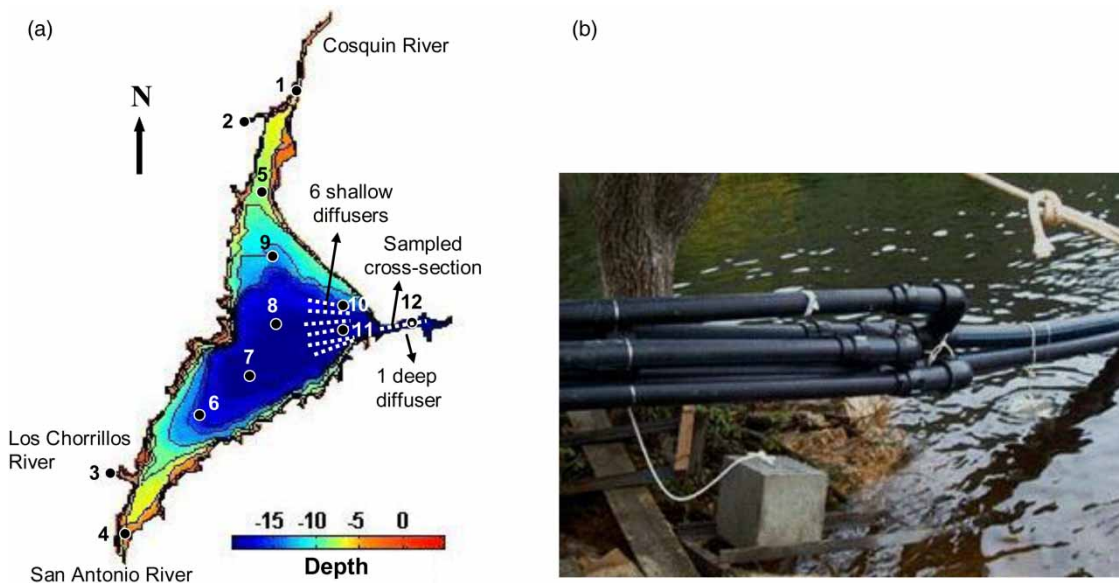 (a)
Cosquin River
1
N
2
5
6 shallow
diffusers
Sampled
cross-section
9
10
12
8
11
7
1 deep
diffuser
6
Los Chorrillos
River
3
4
-15 -10 -5 0
Depth
San Antonio River
(b)